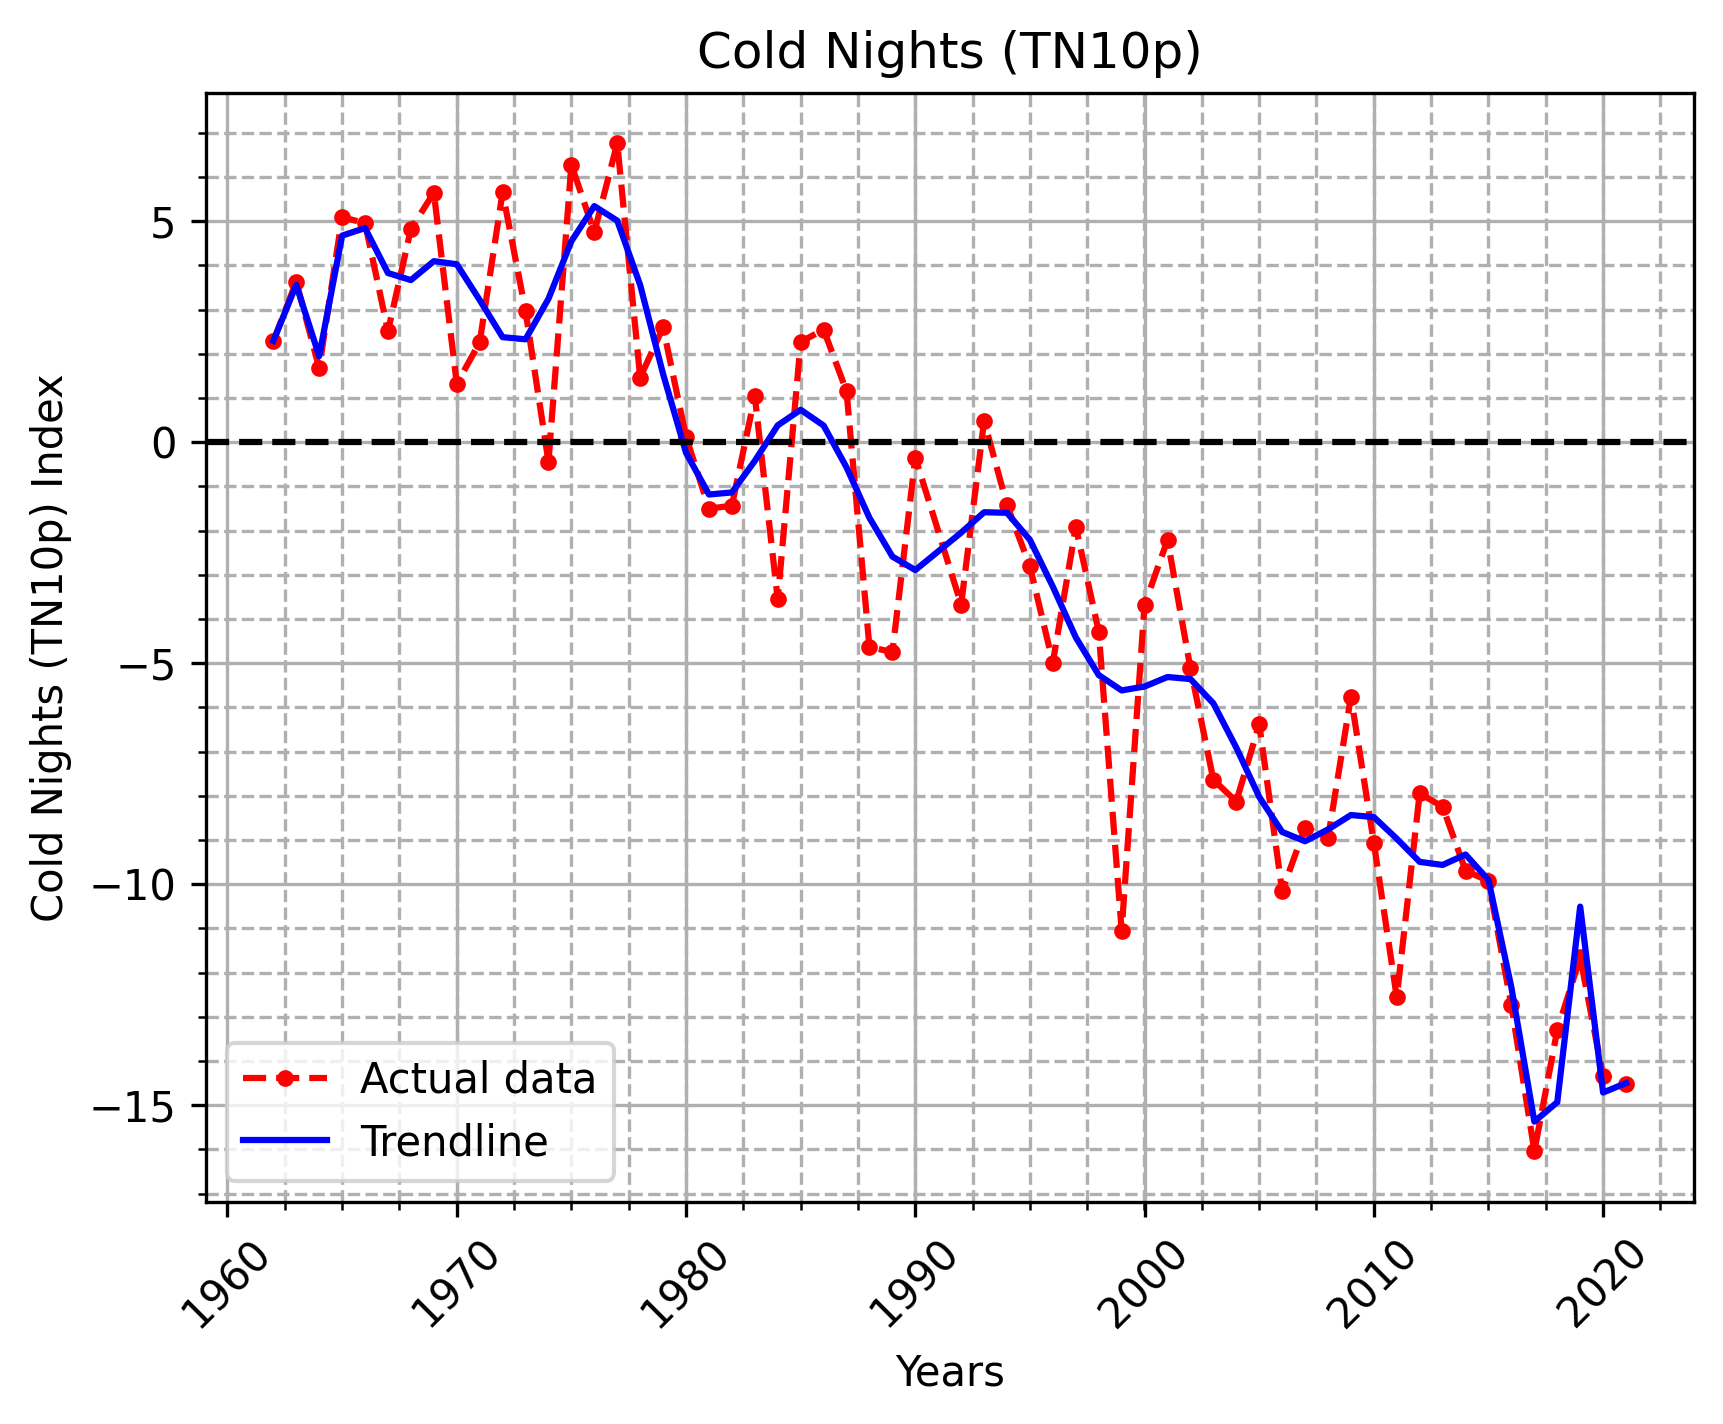 Cold Nights (TN10p)
Cold Nights (TN10p) Index
5
0
−5
−10
−15
Actual data
Trendline
1960 1970 1980 1990 2000 2010 2020
Years